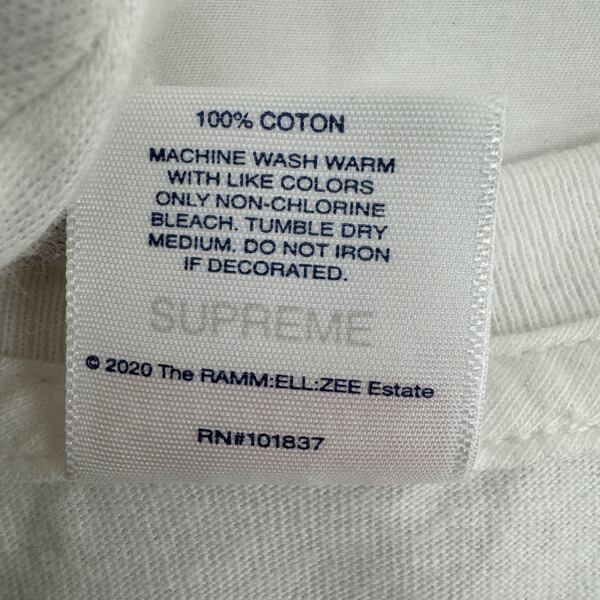 100% COTON
MACHINE WASH WARM
WITH LIKE COLORS
ONLY NON-CHLORINE
BLEACH. TUMBLE DRY
MEDIUM. DO NOT IRON
IF DECORATED.
SUPREME
© 2020 The RAMM:ELL:ZEE Estate
RN#101837